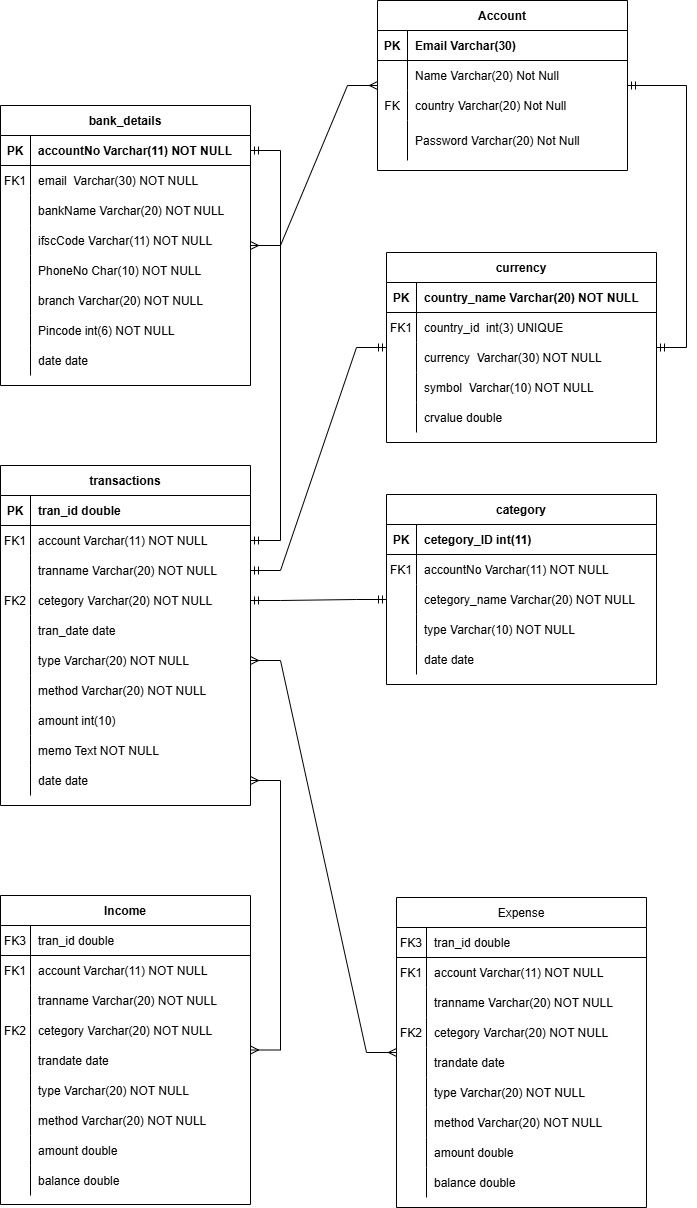 Account
PK Email Varchar(30)
Name Varchar(20) Not Null
FK country Varchar(20) Not Null
Password Varchar(20) Not Null
bank_details
PK accountNo Varchar(11) NOT NULL
FK1 email Varchar(30) NOT NULL
bankName Varchar(20) NOT NULL
ifscCode Varchar(11) NOT NULL
PhoneNo Char(10) NOT NULL
branch Varchar(20) NOT NULL
Pincode int(6) NOT NULL
date date
currency
PK country_name Varchar(20) NOT NULL
FK1 country_id int(3) UNIQUE
currency Varchar(30) NOT NULL
symbol Varchar(10) NOT NULL
crvalue double
transactions
PK tran_id double
FK1 account Varchar(11) NOT NULL
tranname Varchar(20) NOT NULL
FK2 cetegory Varchar(20) NOT NULL
tran_date date
type Varchar(20) NOT NULL
method Varchar(20) NOT NULL
amount int(10)
memo Text NOT NULL
date date
category
PK cetegory_ID int(11)
FK1 accountNo Varchar(11) NOT NULL
cetegory_name Varchar(20) NOT NULL
type Varchar(10) NOT NULL
date date
Income
FK3 tran_id double
FK1 account Varchar(11) NOT NULL
tranname Varchar(20) NOT NULL
FK2 cetegory Varchar(20) NOT NULL
trandate date
type Varchar(20) NOT NULL
method Varchar(20) NOT NULL
amount double
balance double
Expense
FK3 tran_id double
FK1 account Varchar(11) NOT NULL
tranname Varchar(20) NOT NULL
FK2 cetegory Varchar(20) NOT NULL
trandate date
type Varchar(20) NOT NULL
method Varchar(20) NOT NULL
amount double
balance double